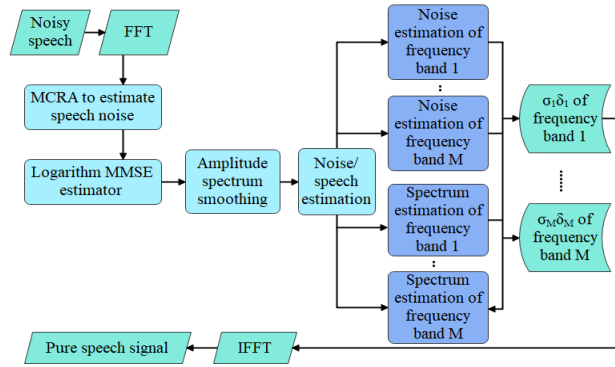 Noisy
speech
FFT
MCRA to estimate
speech noise
Logarithm MMSE
estimator
Amplitude
spectrum
smoothing
Noise/
speech
estimation
Noise
estimation of
frequency
band 1
Noise
estimation of
frequency
band M
Spectrum
estimation of
frequency
band 1
Spectrum
estimation of
frequency
band M
σ₁δ₁ of
frequency
band 1
σMδM of
frequency
band M
Pure speech signal
IFFT